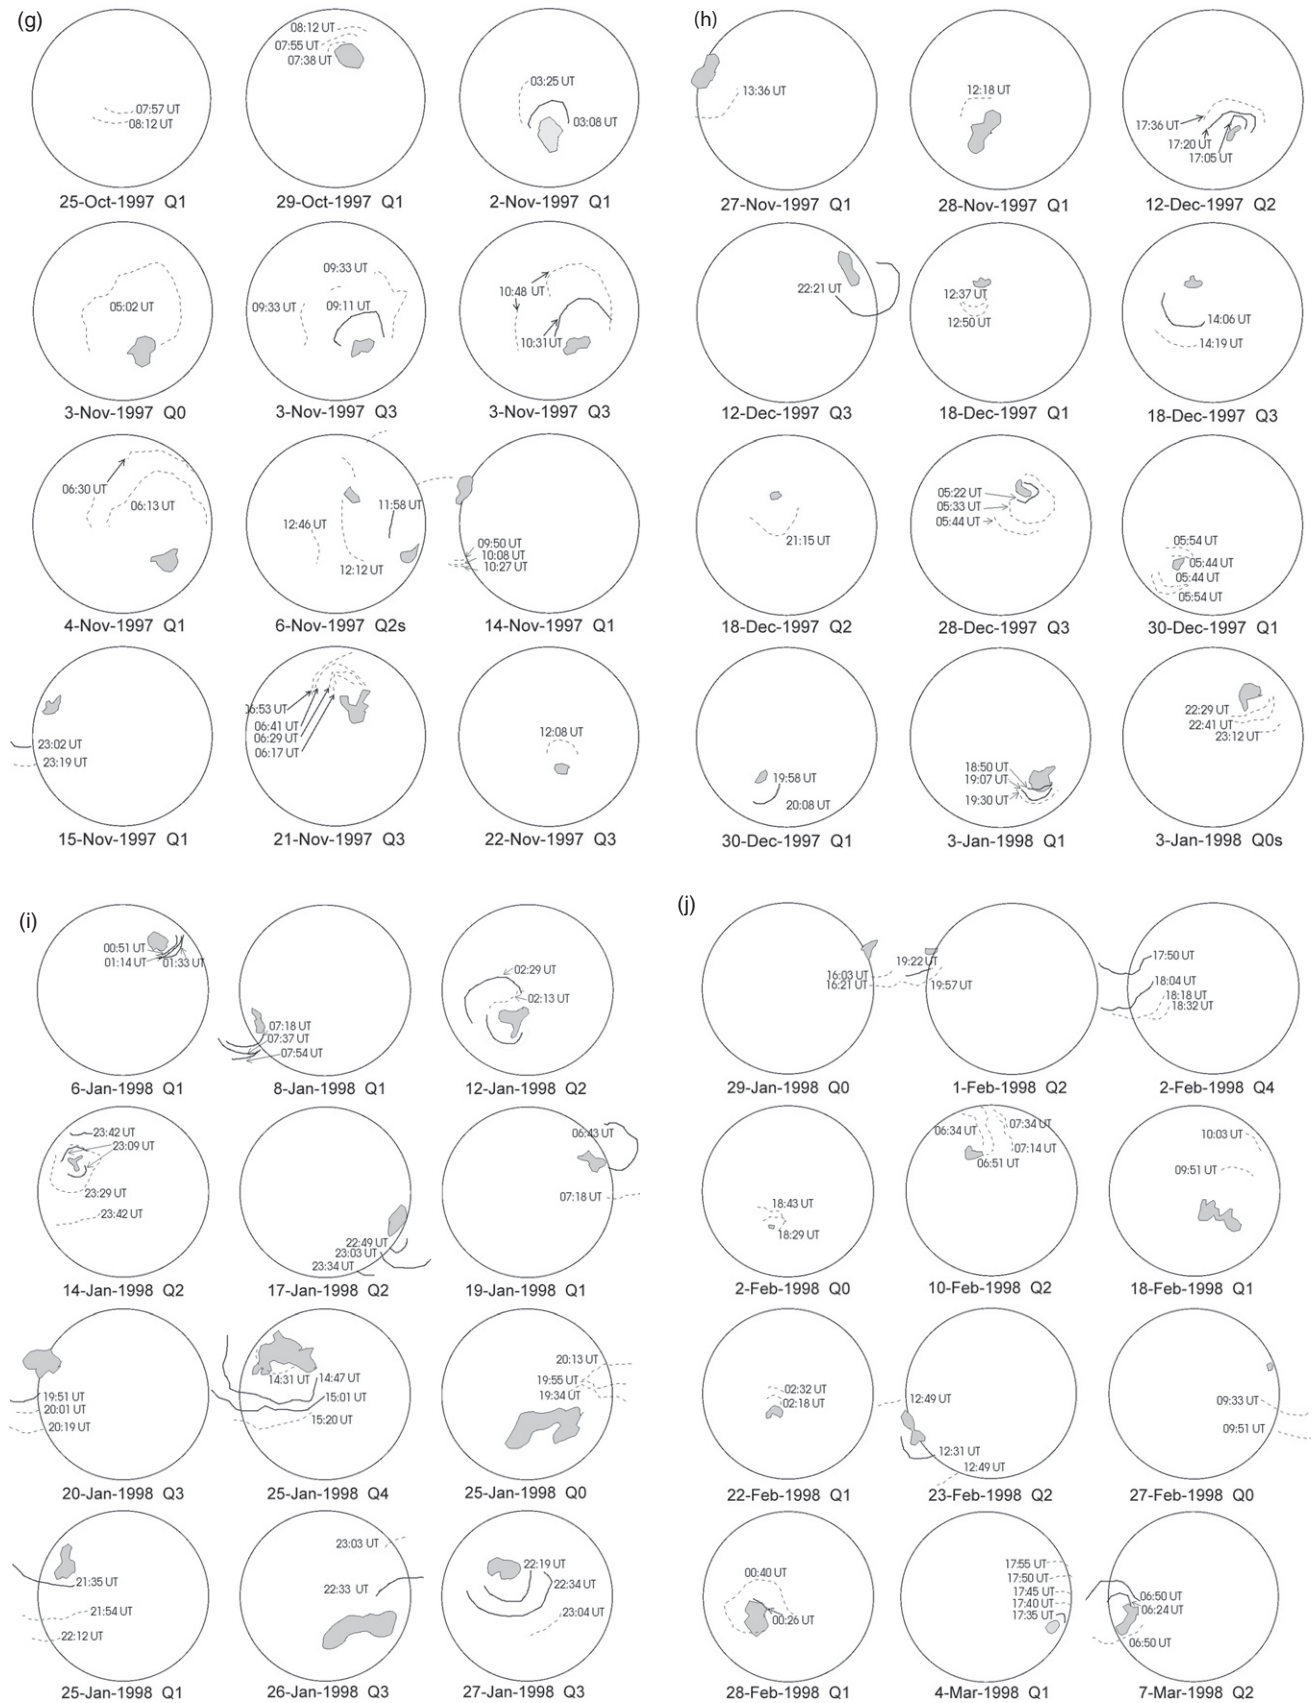 (g)
08:12 UT
07:55 UT
07:38 UT
07:57 UT
08:12 UT
03:25 UT
03:08 UT
25-Oct-1997 Q1
29-Oct-1997 Q1
2-Nov-1997 Q1
05:02 UT
09:33 UT
09:33 UT
09:11 UT
10:48 UT
10:31 UT
3-Nov-1997 Q0
3-Nov-1997 Q3
3-Nov-1997 Q3
06:30 UT
06:13 UT
11:58 UT
12:46 UT
12:12 UT
09:50 UT
10:08 UT
10:27 UT
4-Nov-1997 Q1
6-Nov-1997 Q2s
14-Nov-1997 Q1
23:02 UT
23:19 UT
06:53 UT
06:41 UT
06:29 UT
06:17 UT
12:08 UT
15-Nov-1997 Q1
21-Nov-1997 Q3
22-Nov-1997 Q3
(h)
13:36 UT
12:18 UT
17:36 UT
17:20 UT
17:05 UT
27-Nov-1997 Q1
28-Nov-1997 Q1
12-Dec-1997 Q2
22:21 UT
12:37 UT
12:50 UT
14:06 UT
14:19 UT
12-Dec-1997 Q3
18-Dec-1997 Q1
18-Dec-1997 Q3
21:15 UT
05:22 UT
05:33 UT
05:44 UT
05:54 UT
05:44 UT
05:44 UT
05:54 UT
18-Dec-1997 Q2
28-Dec-1997 Q3
30-Dec-1997 Q1
19:58 UT
20:08 UT
18:50 UT
19:07 UT
19:30 UT
22:29 UT
22:41 UT
23:12 UT
30-Dec-1997 Q1
3-Jan-1998 Q1
3-Jan-1998 Q0s
(i)
00:51 UT
01:14 UT
01:33 UT
07:18 UT
07:37 UT
07:54 UT
02:29 UT
02:13 UT
6-Jan-1998 Q1
8-Jan-1998 Q1
12-Jan-1998 Q2
23:42 UT
23:09 UT
23:29 UT
23:42 UT
22:49 UT
23:03 UT
23:34 UT
06:43 UT
07:18 UT
14-Jan-1998 Q2
17-Jan-1998 Q2
19-Jan-1998 Q1
19:51 UT
20:01 UT
20:19 UT
14:31 UT
14:47 UT
15:01 UT
15:20 UT
20:13 UT
19:55 UT
19:34 UT
20-Jan-1998 Q3
25-Jan-1998 Q4
25-Jan-1998 Q0
21:35 UT
21:54 UT
22:12 UT
23:03 UT
22:33 UT
22:19 UT
22:34 UT
23:04 UT
25-Jan-1998 Q1
26-Jan-1998 Q3
27-Jan-1998 Q3
(j)
16:03 UT
16:21 UT
19:22 UT
19:57 UT
17:50 UT
18:04 UT
18:18 UT
18:32 UT
29-Jan-1998 Q0
1-Feb-1998 Q2
2-Feb-1998 Q4
18:43 UT
18:29 UT
06:34 UT
07:34 UT
07:14 UT
06:51 UT
10:03 UT
09:51 UT
2-Feb-1998 Q0
10-Feb-1998 Q2
18-Feb-1998 Q1
02:32 UT
02:18 UT
12:49 UT
12:31 UT
12:49 UT
09:33 UT
09:51 UT
22-Feb-1998 Q1
23-Feb-1998 Q2
27-Feb-1998 Q0
00:40 UT
00:26 UT
17:55 UT
17:50 UT
17:45 UT
17:40 UT
17:35 UT
06:50 UT
06:24 UT
06:50 UT
28-Feb-1998 Q1
4-Mar-1998 Q1
7-Mar-1998 Q2